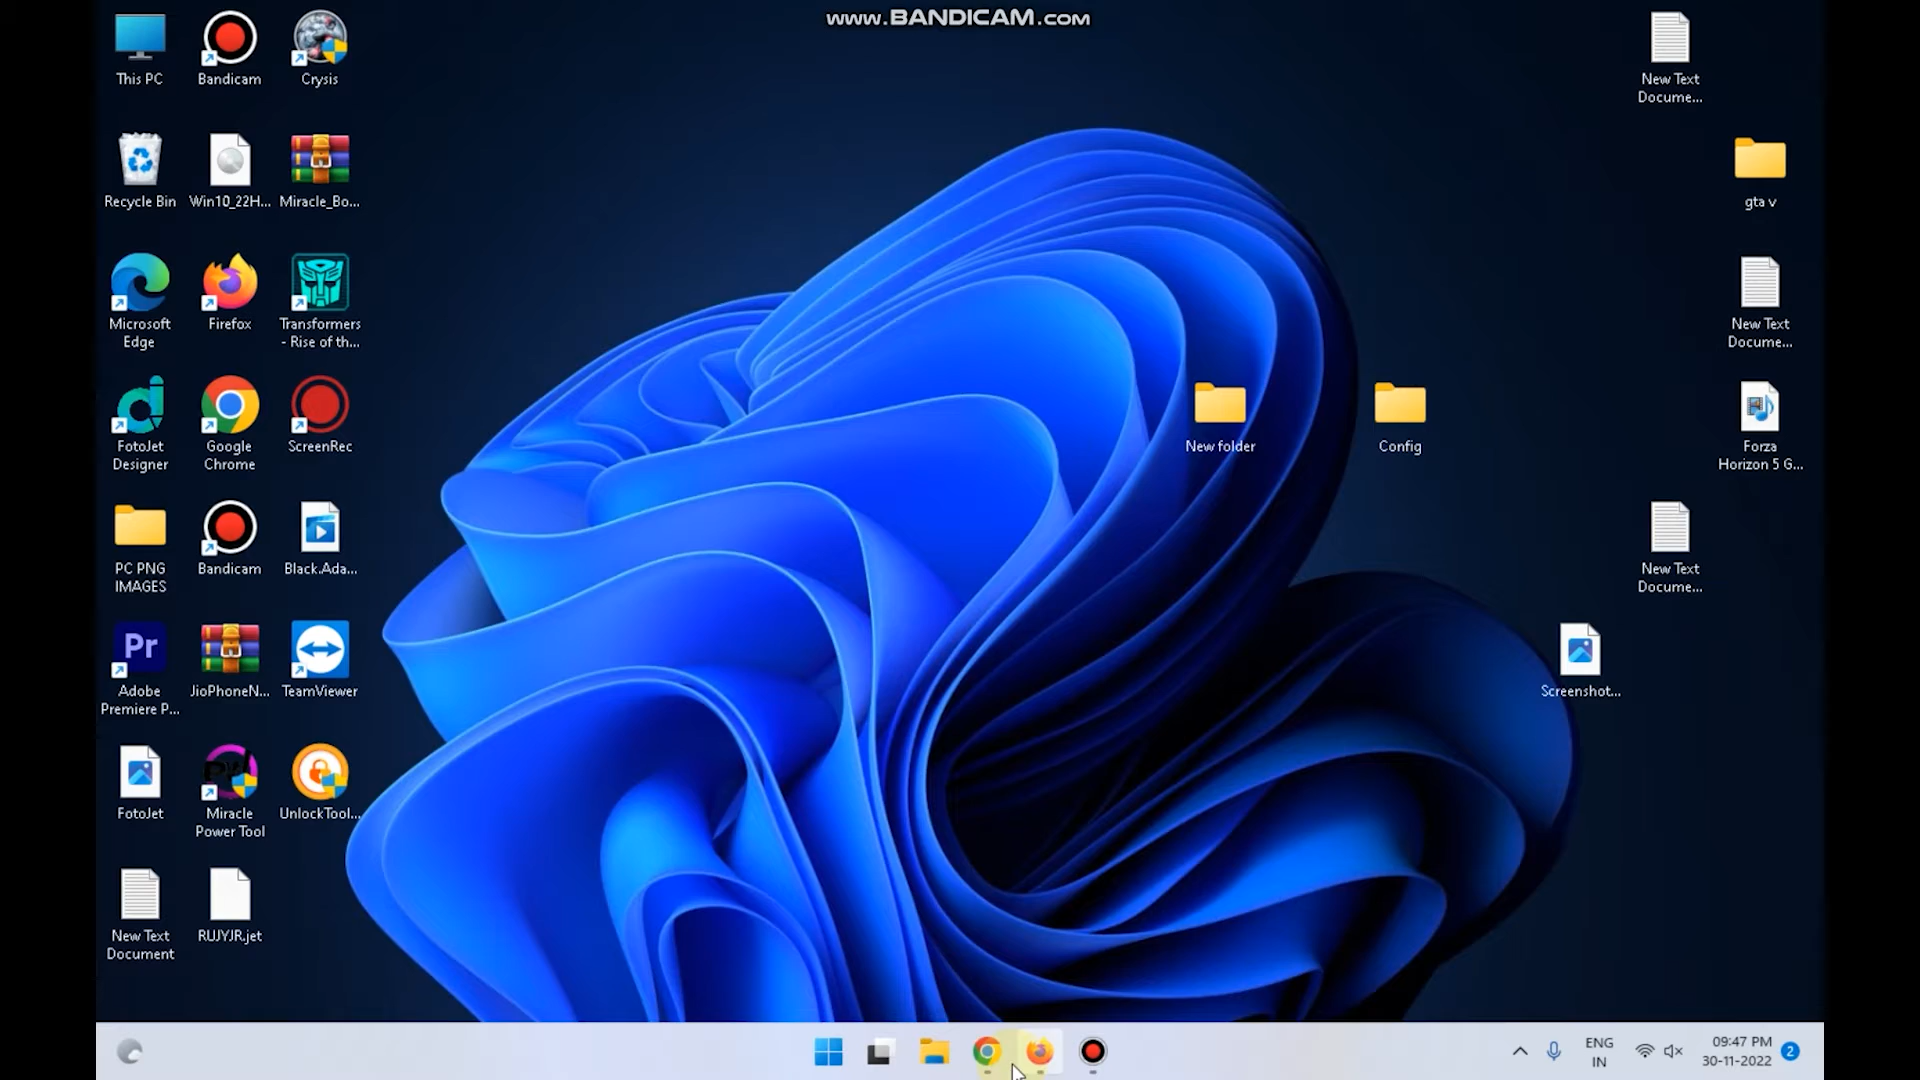 www.BANDICAM.com
This PC
Bandicam
Crysis
New Text
Docume...
Recycle Bin
Win10_22H...
Miracle_Bo...
gta v
Microsoft
Edge
Firefox
Transformers
- Rise of th...
New Text
Docume...
FotoJet
Designer
Google
Chrome
ScreenRec
New folder
Config
Forza
Horizon 5 G...
PC PNG
IMAGES
Bandicam
Black.Ada...
New Text
Docume...
Pr
Adobe
Premiere P...
JioPhoneN...
TeamViewer
Screenshot...
FotoJet
Miracle
Power Tool
UnlockTool...
New Text
Document
RUJYJR.jet
ENG
IN
09:47 PM
30-11-2022
2